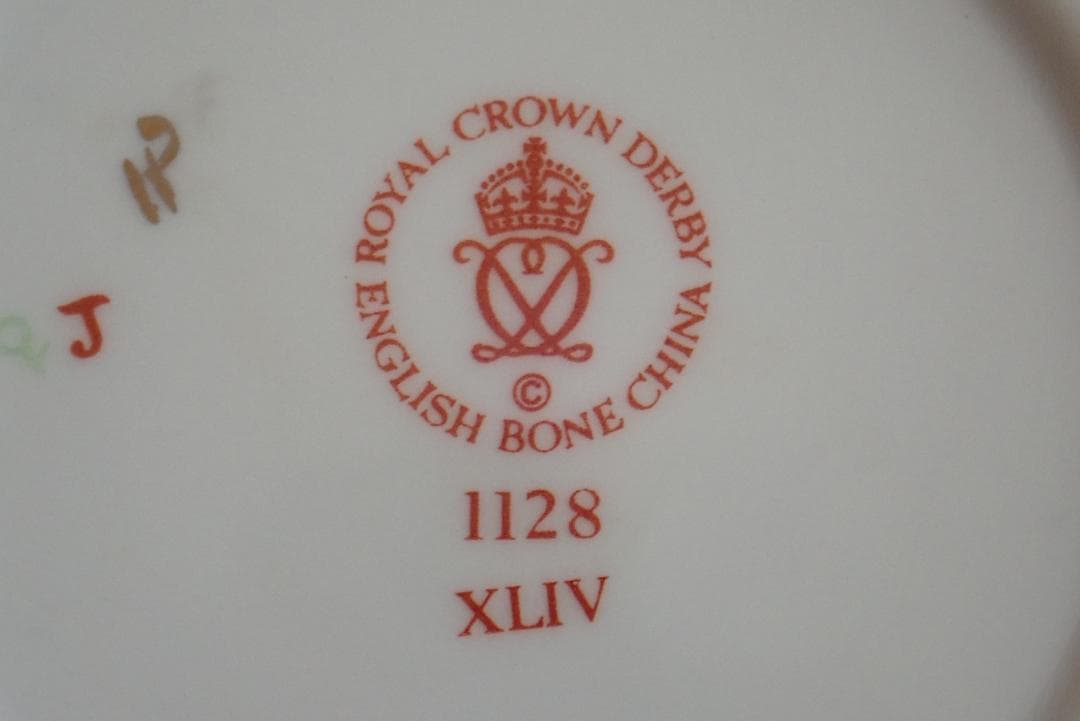 ROYAL CROWN DERBY
ENGLISH BONE CHINA
©
1128
XLIV
J